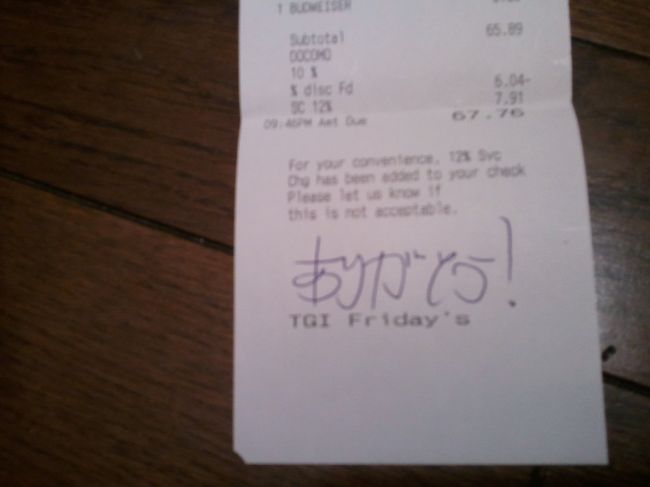 1 BUDWEISER
Subtotal 65.89
DOCOMO
10 %
% disc Fd 6.04-
SC 12% 7.91
09:46PM Amt Due 67.76
For your convenience, 12% Svc
Chg has been added to your check
Please let us know if
this is not acceptable.
ありがとう!
TGI Friday's